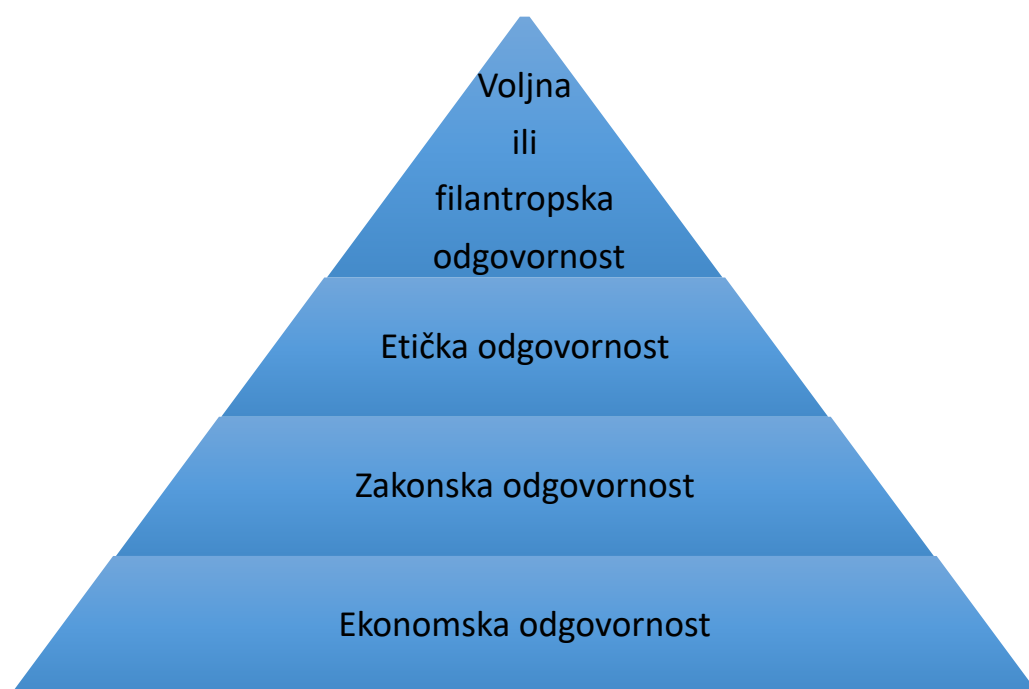 Voljna
ili
filantropska
odgovornost
Etička odgovornost
Zakonska odgovornost
Ekonomska odgovornost